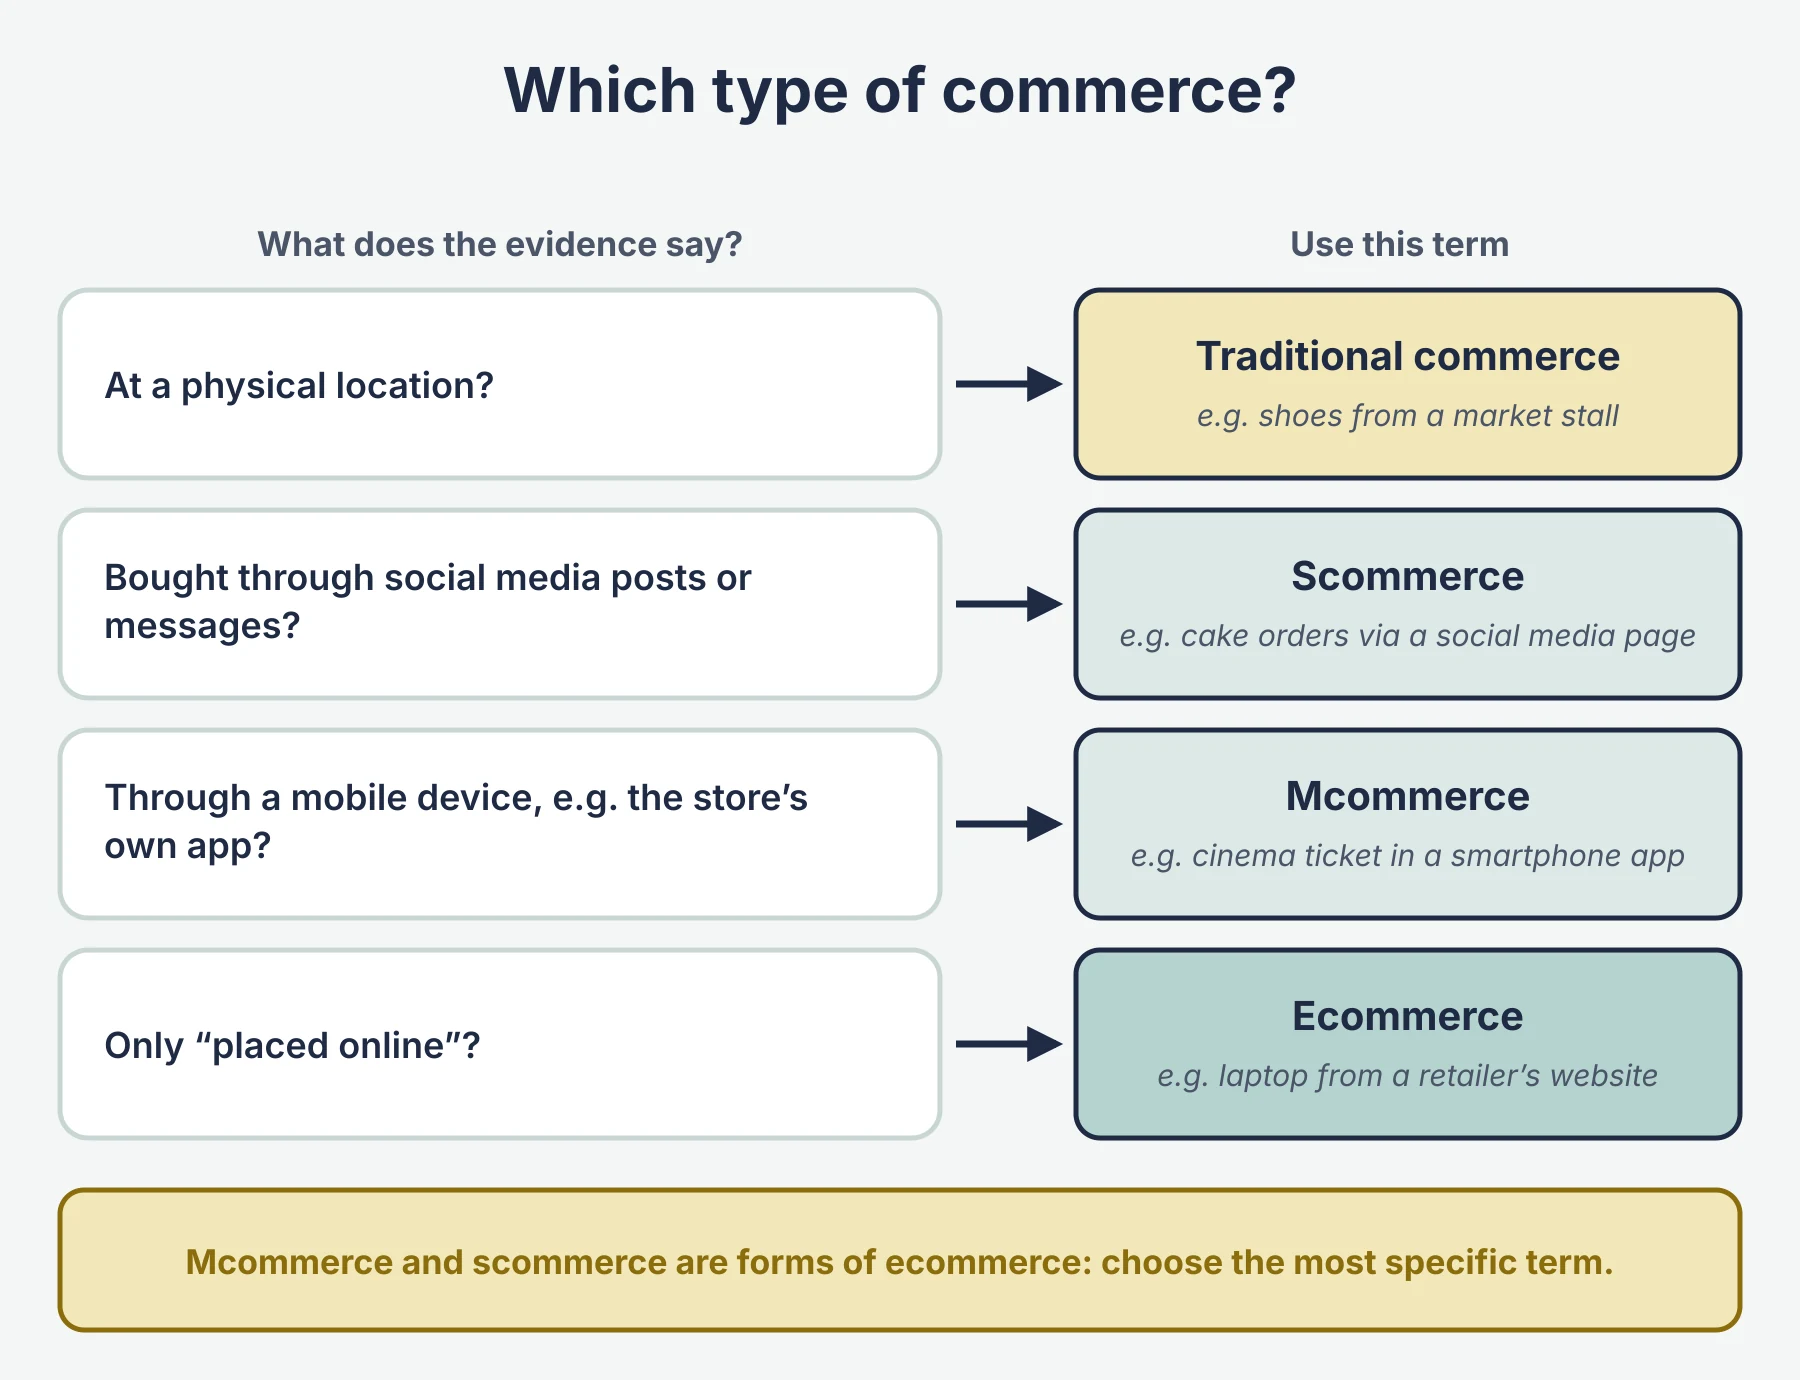 Which type of commerce?
What does the evidence say?
Use this term
At a physical location?
Traditional commerce
e.g. shoes from a market stall
Bought through social media posts or
messages?
Scommerce
e.g. cake orders via a social media page
Through a mobile device, e.g. the store’s
own app?
Mcommerce
e.g. cinema ticket in a smartphone app
Only “placed online”?
Ecommerce
e.g. laptop from a retailer’s website
Mcommerce and scommerce are forms of ecommerce: choose the most specific term.